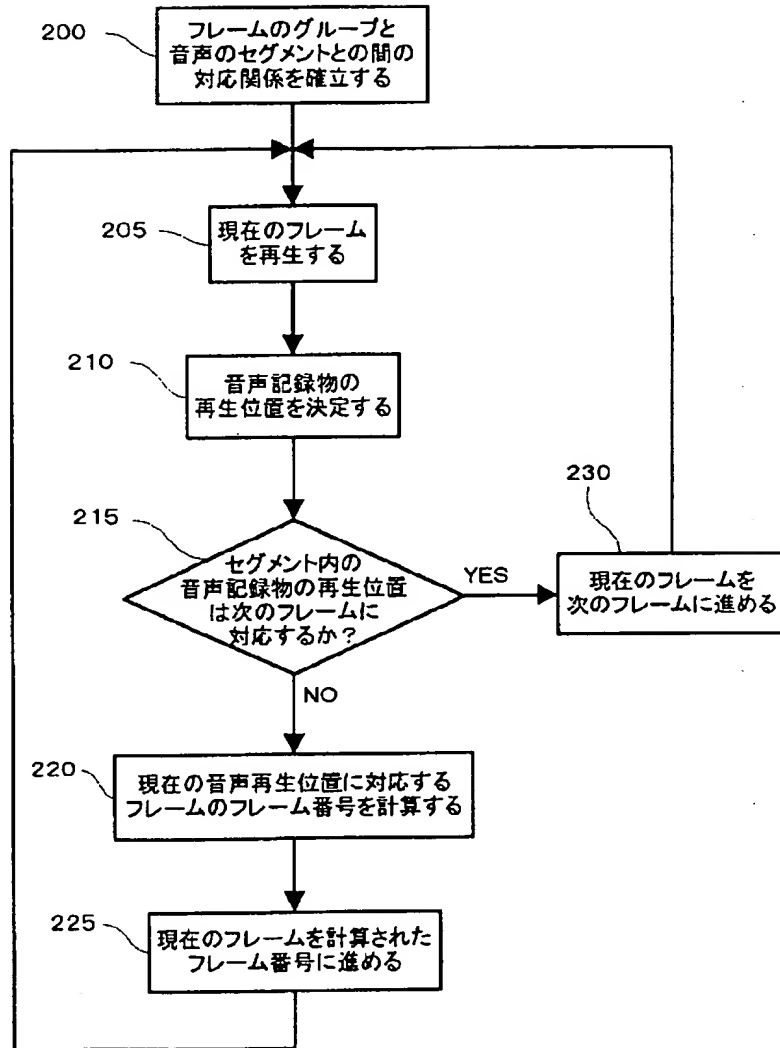 200
フレームのグループと
音声のセグメントとの間の
対応関係を確立する
205
現在のフレーム
を再生する
210
音声記録物の
再生位置を決定する
215
セグメント内の
音声記録物の再生位置
は次のフレームに
対応するか？
YES
230
現在のフレームを
次のフレームに進める
NO
220
現在の音声再生位置に対応する
フレームのフレーム番号を計算する
225
現在のフレームを計算された
フレーム番号に進める